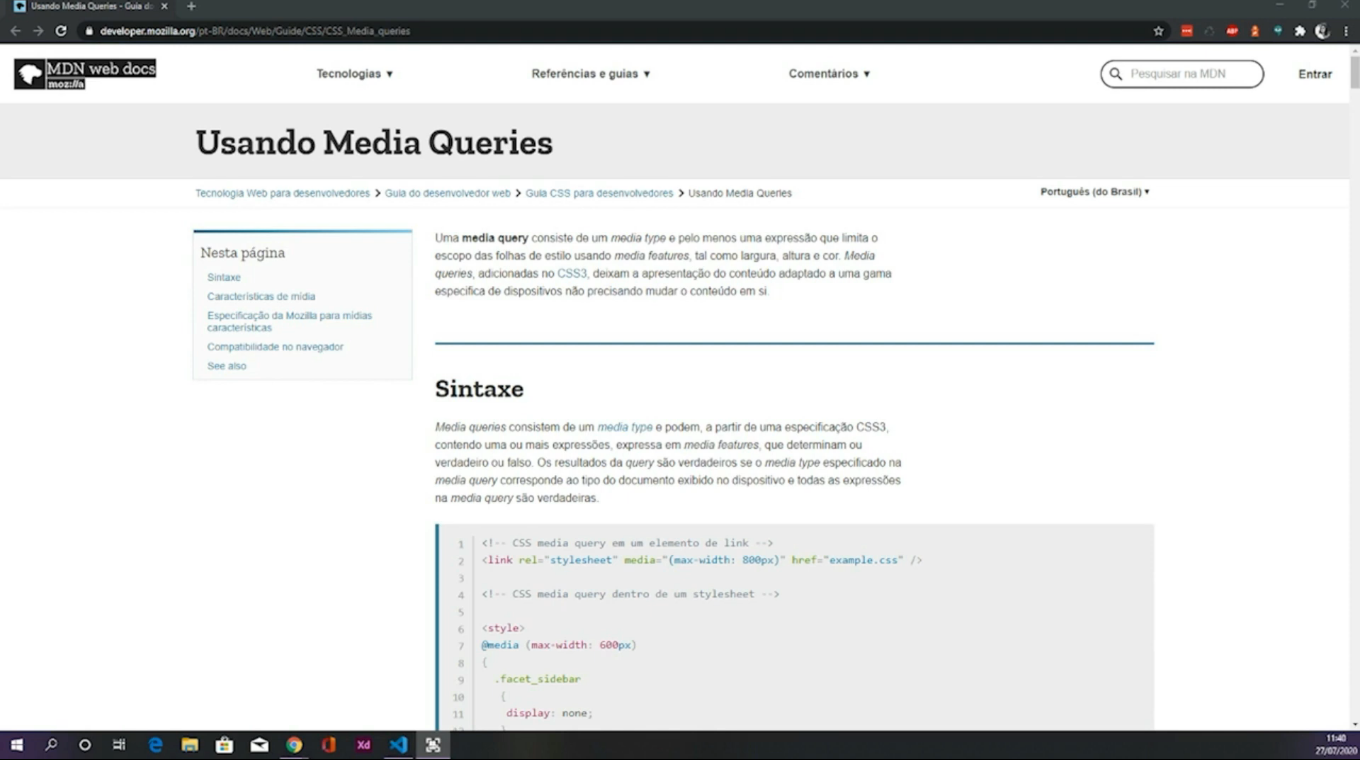 Usando Media Queries - Guia do
developer.mozilla.org/pt-BR/docs/Web/Guide/CSS/CSS_Media_queries
ABP
MDN web docs
moz://a
Tecnologias ▼
Referências e guias ▼
Comentários ▼
Pesquisar na MDN
Entrar
Usando Media Queries
Tecnologia Web para desenvolvedores > Guia do desenvolvedor web > Guia CSS para desenvolvedores > Usando Media Queries
Português (do Brasil) ▾
Nesta página
Sintaxe
Características de mídia
Especificação da Mozilla para mídias
características
Compatibilidade no navegador
See also
Uma media query consiste de um media type e pelo menos uma expressão que limita o
escopo das folhas de estilo usando media features, tal como largura, altura e cor. Media
queries, adicionadas no CSS3, deixam a apresentação do conteúdo adaptado a uma gama
específica de dispositivos não precisando mudar o conteúdo em si.
Sintaxe
Media queries consistem de um media type e podem, a partir de uma especificação CSS3,
contendo uma ou mais expressões, expressa em media features, que determinam ou
verdadeiro ou falso. Os resultados da query são verdadeiros se o media type especificado na
media query corresponde ao tipo do documento exibido no dispositivo e todas as expressões
na media query são verdadeiras.
1 <!-- CSS media query em um elemento de link -->
2 <link rel="stylesheet" media="(max-width: 800px)" href="example.css" />
3
4 <!-- CSS media query dentro de um stylesheet -->
5
6 <style>
7 @media (max-width: 600px)
8 {
9 .facet_sidebar
10 {
11 display: none;
Xd
11:40
27/07/2020